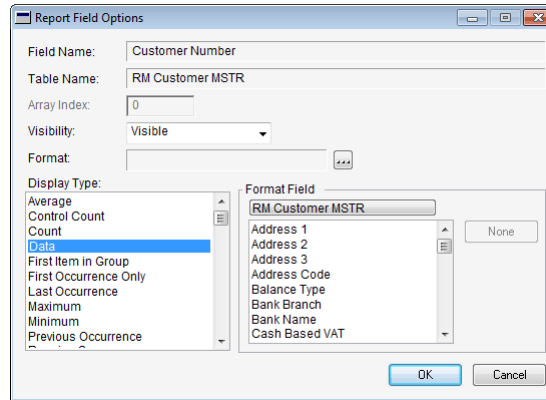 Report Field Options
Field Name: Customer Number
Table Name: RM Customer MSTR
Array Index: 0
Visibility: Visible
Format: ...
Display Type:
Average
Control Count
Count
Data
First Item in Group
First Occurrence Only
Last Occurrence
Maximum
Minimum
Previous Occurrence
Format Field
RM Customer MSTR
Address 1
Address 2
Address 3
Address Code
Balance Type
Bank Branch
Bank Name
Cash Based VAT
None
OK Cancel